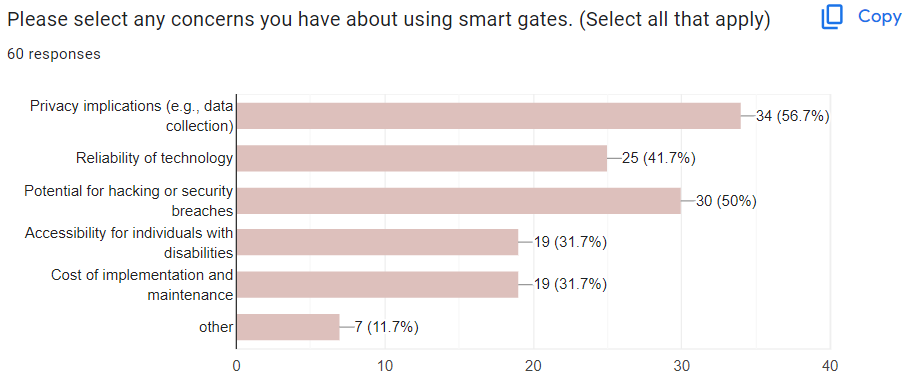 Please select any concerns you have about using smart gates. (Select all that apply)
Copy
60 responses
Privacy implications (e.g., data
collection)
34 (56.7%)
Reliability of technology
25 (41.7%)
Potential for hacking or security
breaches
30 (50%)
Accessibility for individuals with
disabilities
19 (31.7%)
Cost of implementation and
maintenance
19 (31.7%)
other
7 (11.7%)
0 10 20 30 40